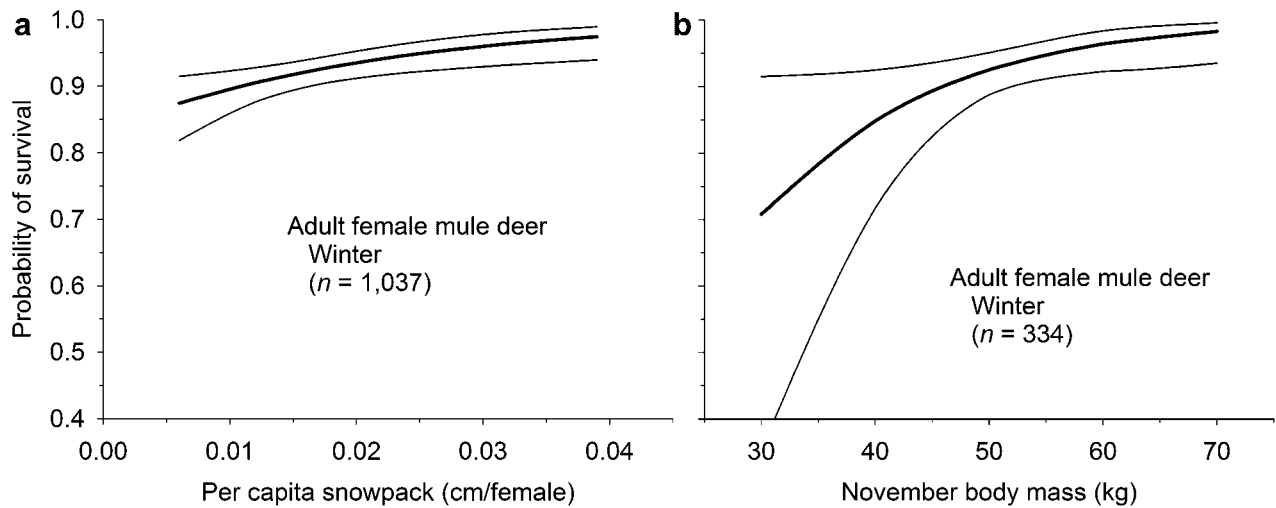 a
Probability of survival
1.0
0.9
0.8
0.7
0.6
0.5
0.4
Adult female mule deer
Winter
(n = 1,037)
0.00 0.01 0.02 0.03 0.04
Per capita snowpack (cm/female)
b
Adult female mule deer
Winter
(n = 334)
30 40 50 60 70
November body mass (kg)